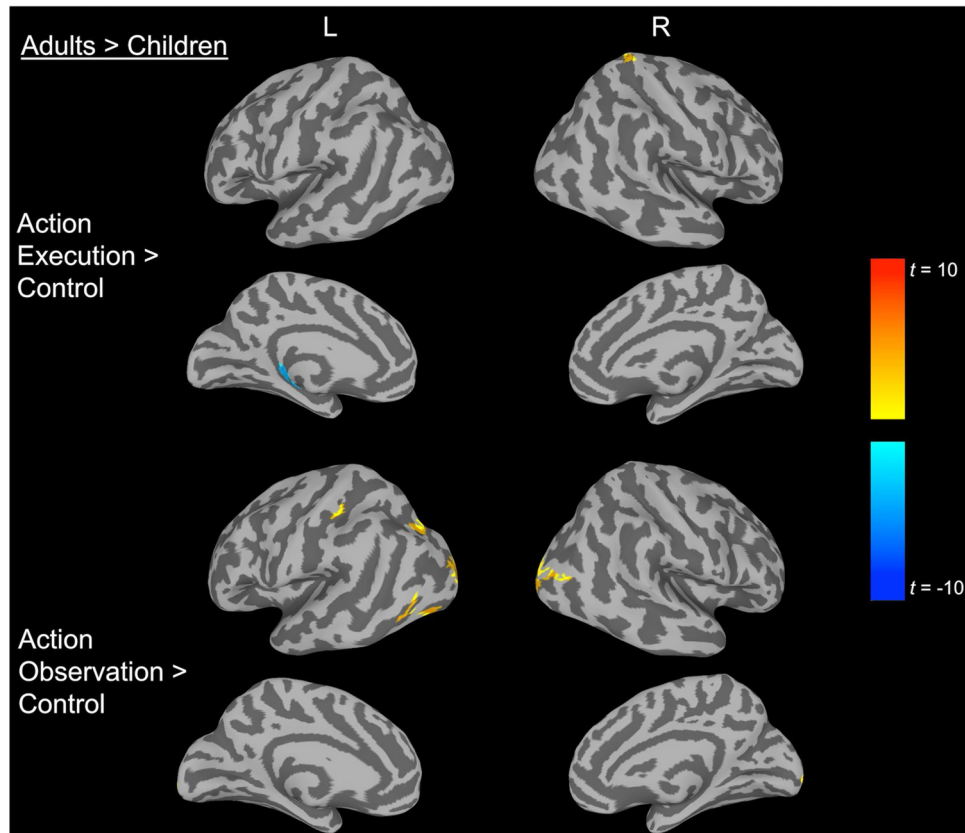 L
R
Adults > Children
Action
Execution >
Control
t = 10
t = -10
Action
Observation >
Control